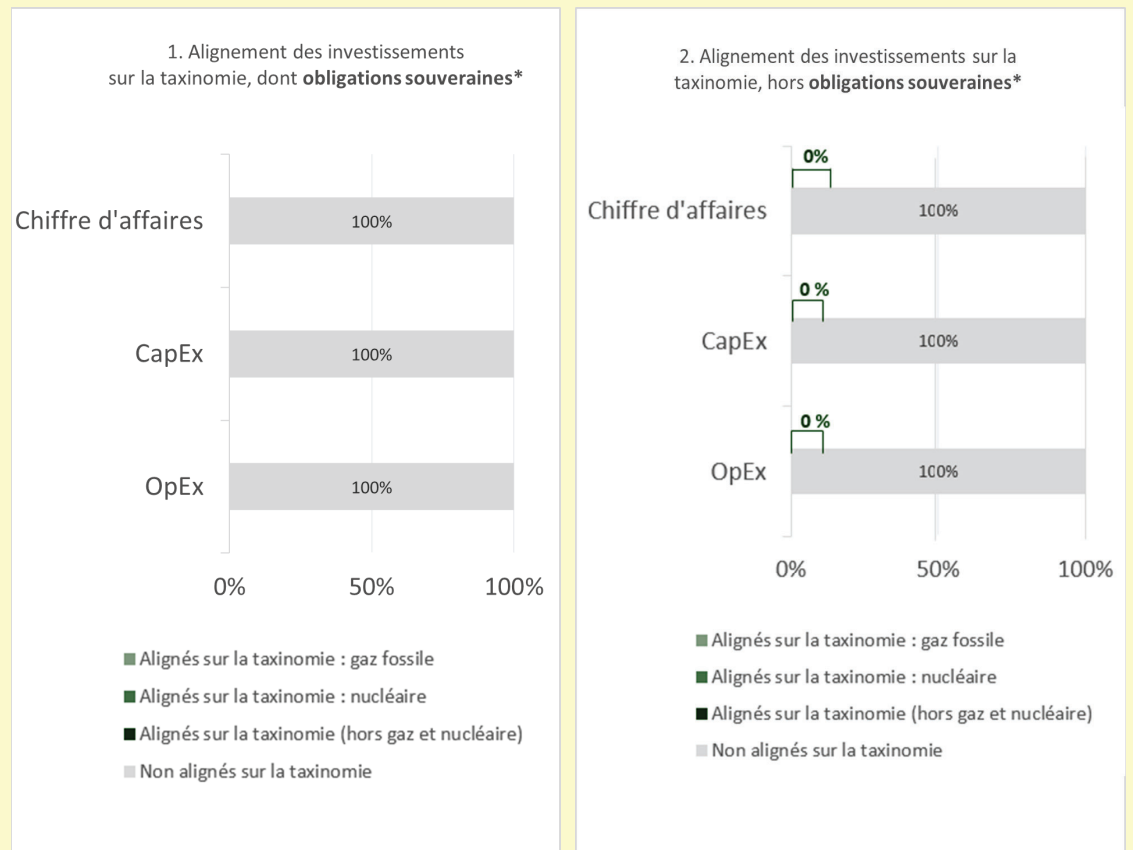 1. Alignement des investissements
sur la taxinomie, dont obligations souveraines*
Chiffre d'affaires
100%
CapEx
100%
OpEx
100%
0%
50%
100%
Alignés sur la taxinomie : gaz fossile
Alignés sur la taxinomie : nucléaire
Alignés sur la taxinomie (hors gaz et nucléaire)
Non alignés sur la taxinomie
2. Alignement des investissements sur la
taxinomie, hors obligations souveraines*
0%
Chiffre d'affaires
100%
0 %
CapEx
100%
0 %
OpEx
100%
0%
50%
100%
Alignés sur la taxinomie : gaz fossile
Alignés sur la taxinomie : nucléaire
Alignés sur la taxinomie (hors gaz et nucléaire)
Non alignés sur la taxinomie